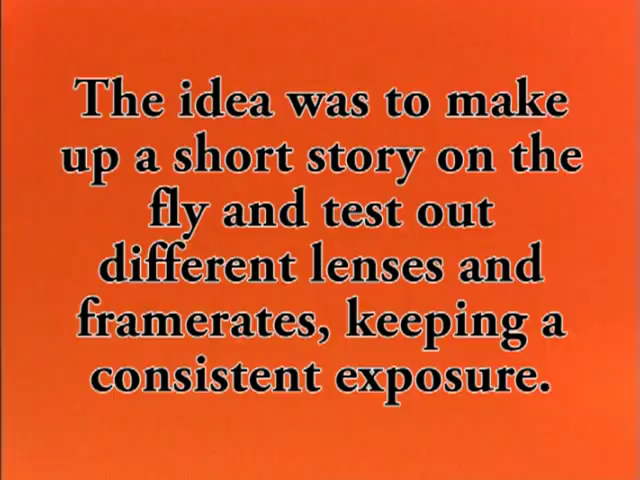 The idea was to make
up a short story on the
fly and test out
different lenses and
framerates, keeping a
consistent exposure.